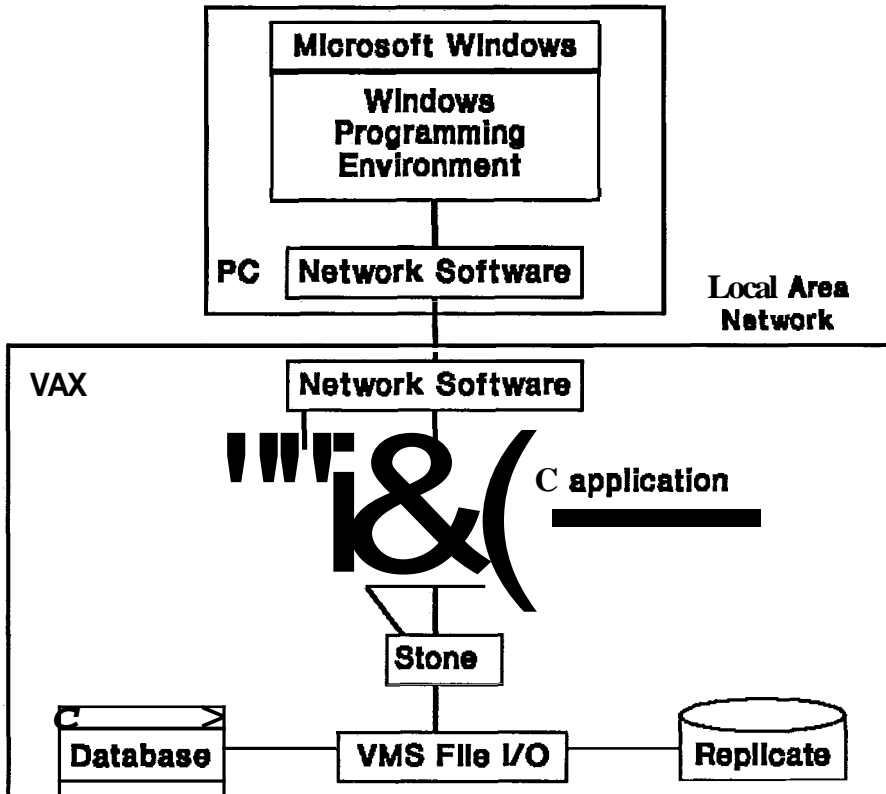 Microsoft Windows
Windows
Programming
Environment
PC
Network Software
Local Area
Network
VAX
Network Software
""'i&(
C application
Stone
C >
Database
VMS File I/O
Replicate